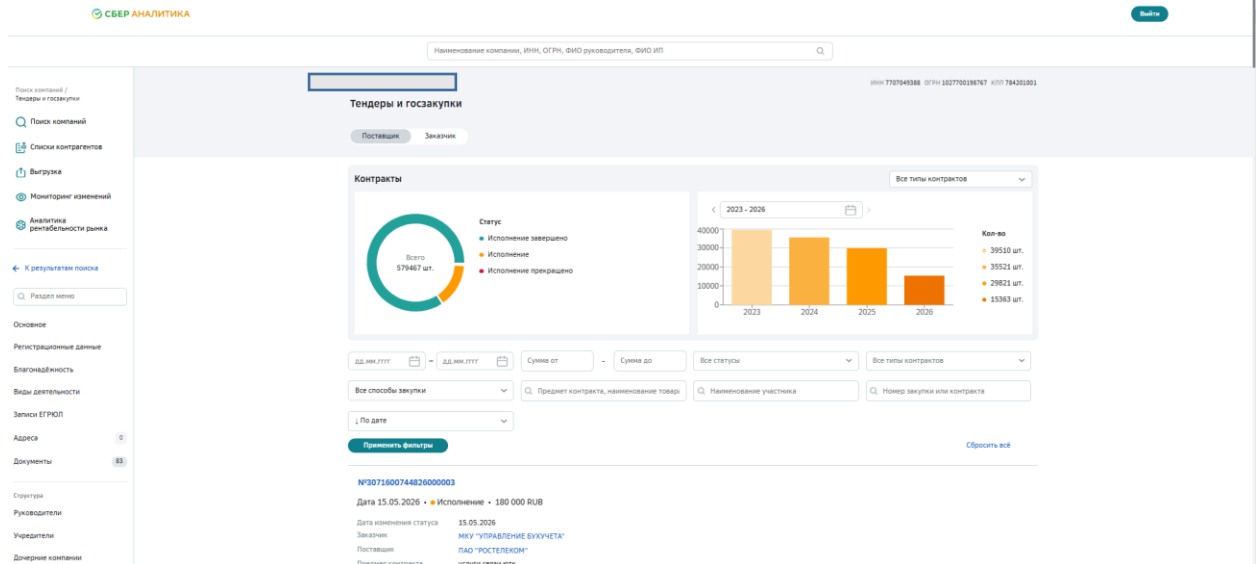 СБЕР АНАЛИТИКА
Выйти
Наименование компании, ИНН, ОГРН, ФИО руководителя, ФИО ИП
Поиск компаний /
Тендеры и госзакупки
Поиск компаний
Списки контрагентов
Выгрузка
Мониторинг изменений
Аналитика
рентабельности рынка
К результатам поиска
Раздел меню
Основное
Регистрационные данные
Благонадёжность
Виды деятельности
Записи ЕГРЮЛ
Адреса 0
Документы 83
Структура
Руководители
Учредители
Дочерние компании
ИНН 7707049388 ОГРН 1027700198767 КПП 784201001
Тендеры и госзакупки
Поставщик Заказчик
Контракты
Все типы контрактов
Всего
579467 шт.
Статус
Исполнение завершено
Исполнение
Исполнение прекращено
2023 - 2026
40000
30000
20000
10000
0
2023 2024 2025 2026
Кол-во
39510 шт.
35521 шт.
29821 шт.
15363 шт.
дд.мм.гггг – дд.мм.гггг Сумма от – Сумма до Все статусы Все типы контрактов
Все способы закупки Предмет контракта, наименование товара Наименование участника Номер закупки или контракта
↓ По дате
Применить фильтры Сбросить всё
№3071600744826000003
Дата 15.05.2026 • Исполнение • 180 000 RUB
Дата изменения статуса 15.05.2026
Заказчик МКУ "УПРАВЛЕНИЕ БУХУЧЕТА"
Поставщик ПАО "РОСТЕЛЕКОМ"
Предмет контракта услуги связи